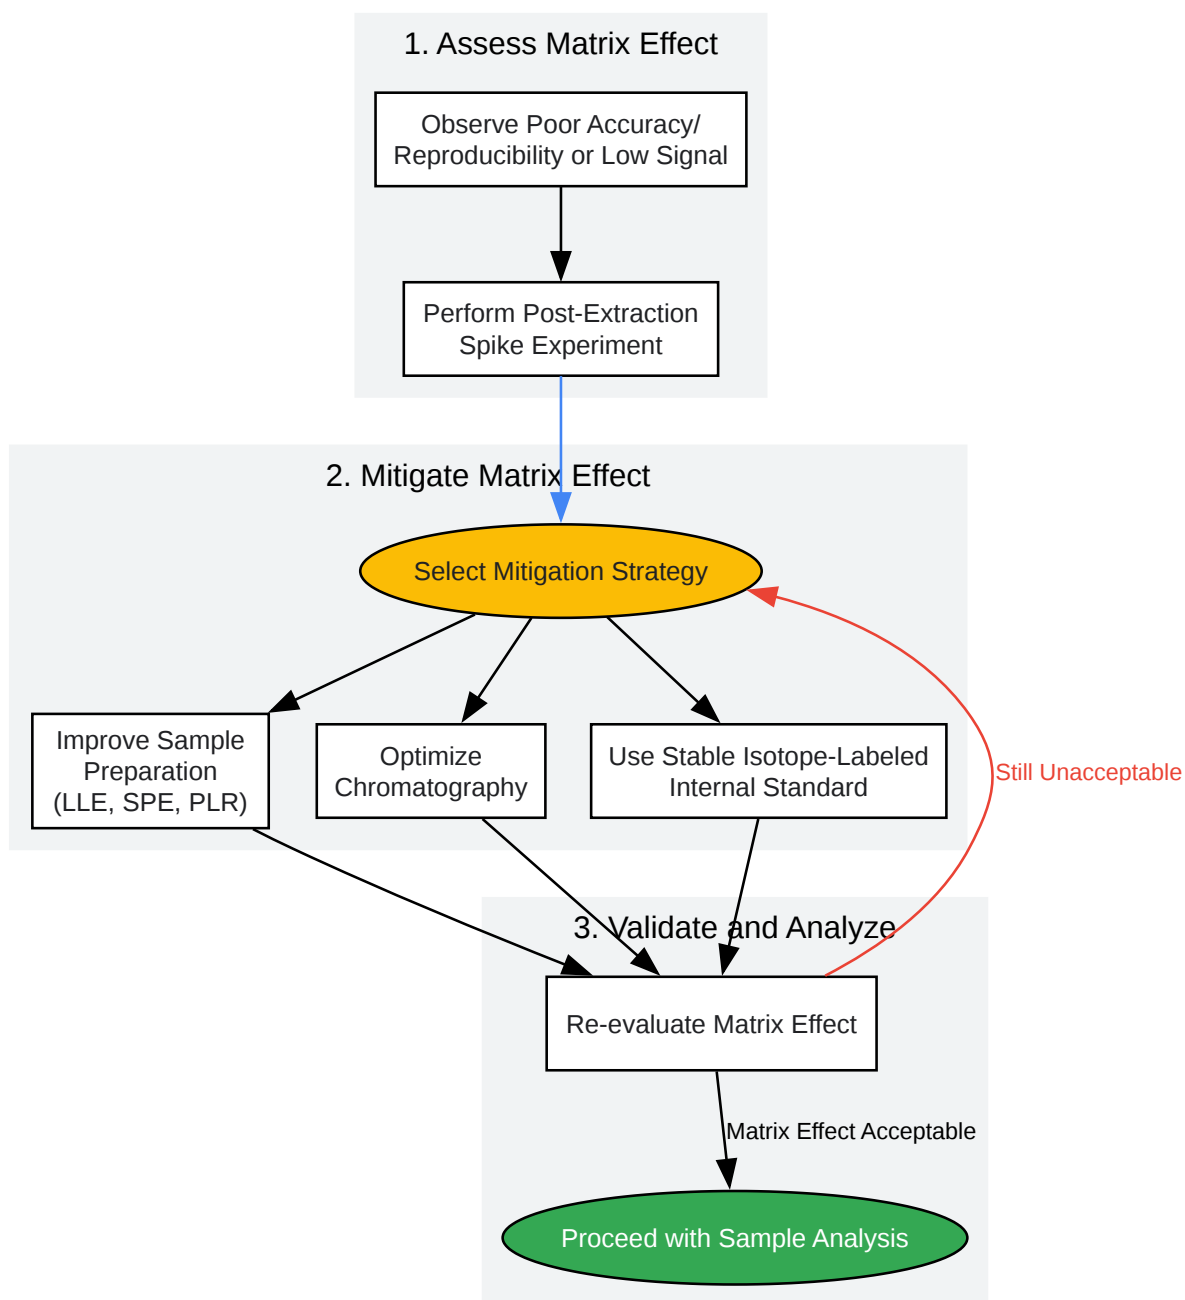 1. Assess Matrix Effect
Observe Poor Accuracy/
Reproducibility or Low Signal
Perform Post-Extraction
Spike Experiment
2. Mitigate Matrix Effect
Select Mitigation Strategy
Improve Sample
Preparation
(LLE, SPE, PLR)
Optimize
Chromatography
Use Stable Isotope-Labeled
Internal Standard
Still Unacceptable
3. Validate and Analyze
Re-evaluate Matrix Effect
Matrix Effect Acceptable
Proceed with Sample Analysis